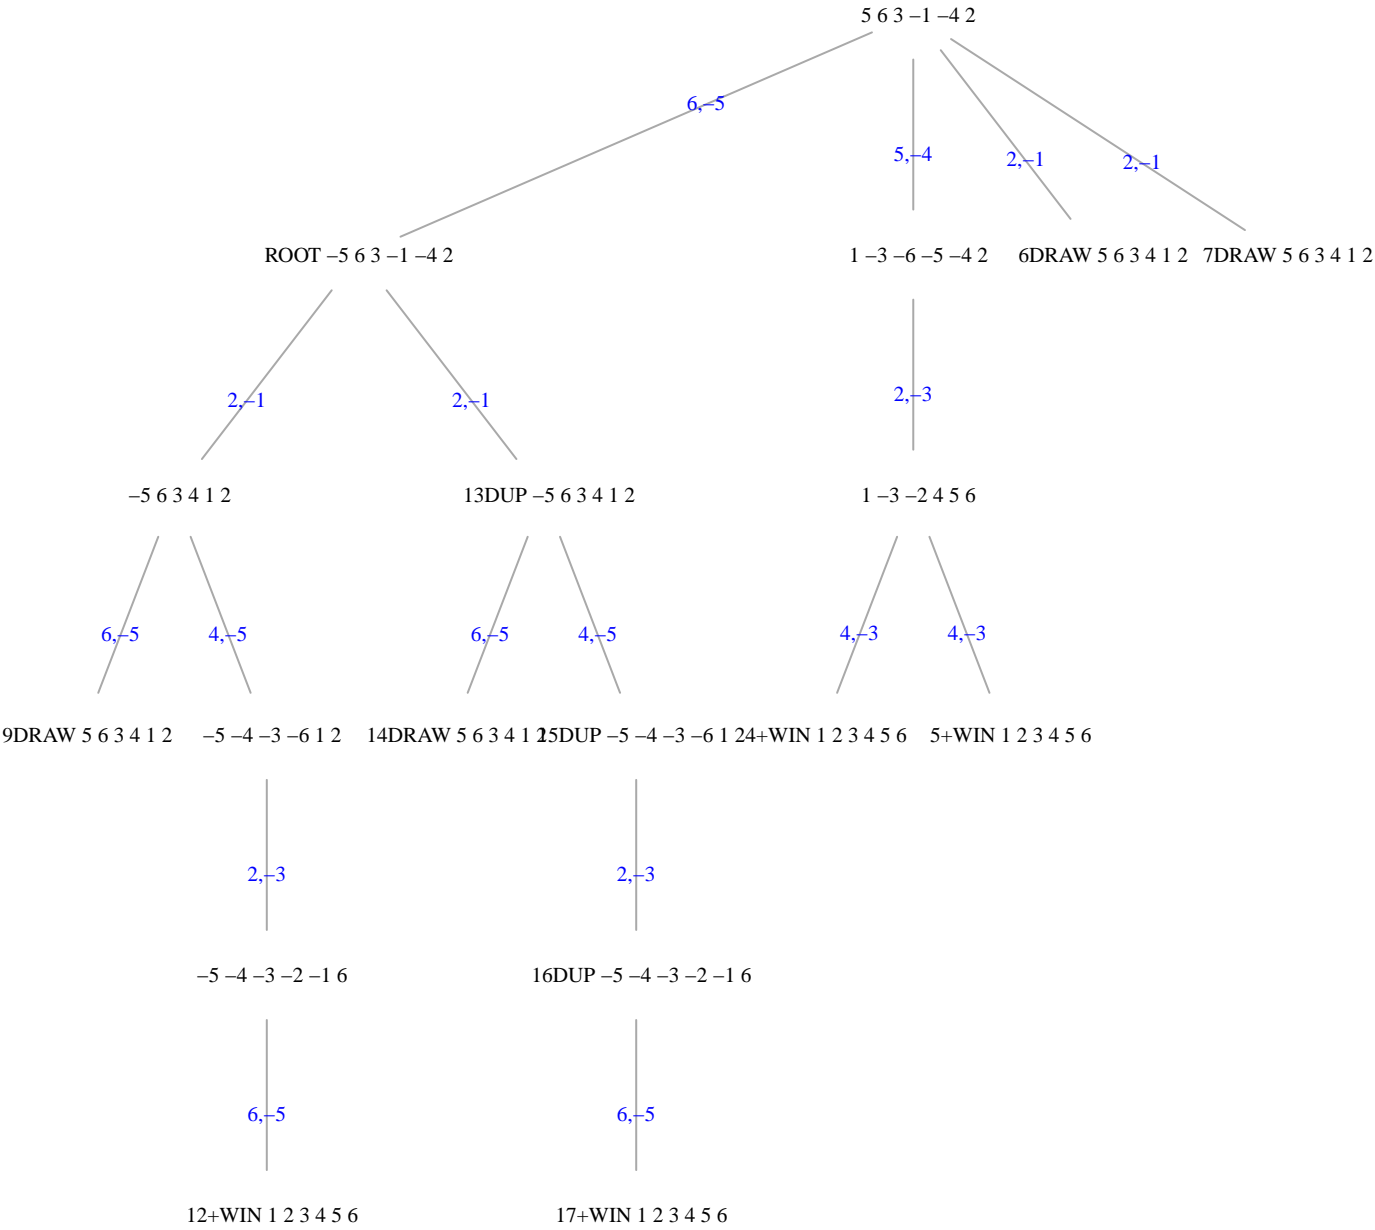 5 6 3 −1 −4 2
6,−5
5,−4
2,−1
2,−1
ROOT −5 6 3 −1 −4 2
1 −3 −6 −5 −4 2
6DRAW 5 6 3 4 1 2
7DRAW 5 6 3 4 1 2
2,−1
2,−1
2,−3
−5 6 3 4 1 2
13DUP −5 6 3 4 1 2
1 −3 −2 4 5 6
6,−5
4,−5
6,−5
4,−5
4,−3
4,−3
9DRAW 5 6 3 4 1 2
−5 −4 −3 −6 1 2
14DRAW 5 6 3 4 1 2
15DUP −5 −4 −3 −6 1 2
4+WIN 1 2 3 4 5 6
5+WIN 1 2 3 4 5 6
2,−3
2,−3
−5 −4 −3 −2 −1 6
16DUP −5 −4 −3 −2 −1 6
6,−5
6,−5
12+WIN 1 2 3 4 5 6
17+WIN 1 2 3 4 5 6